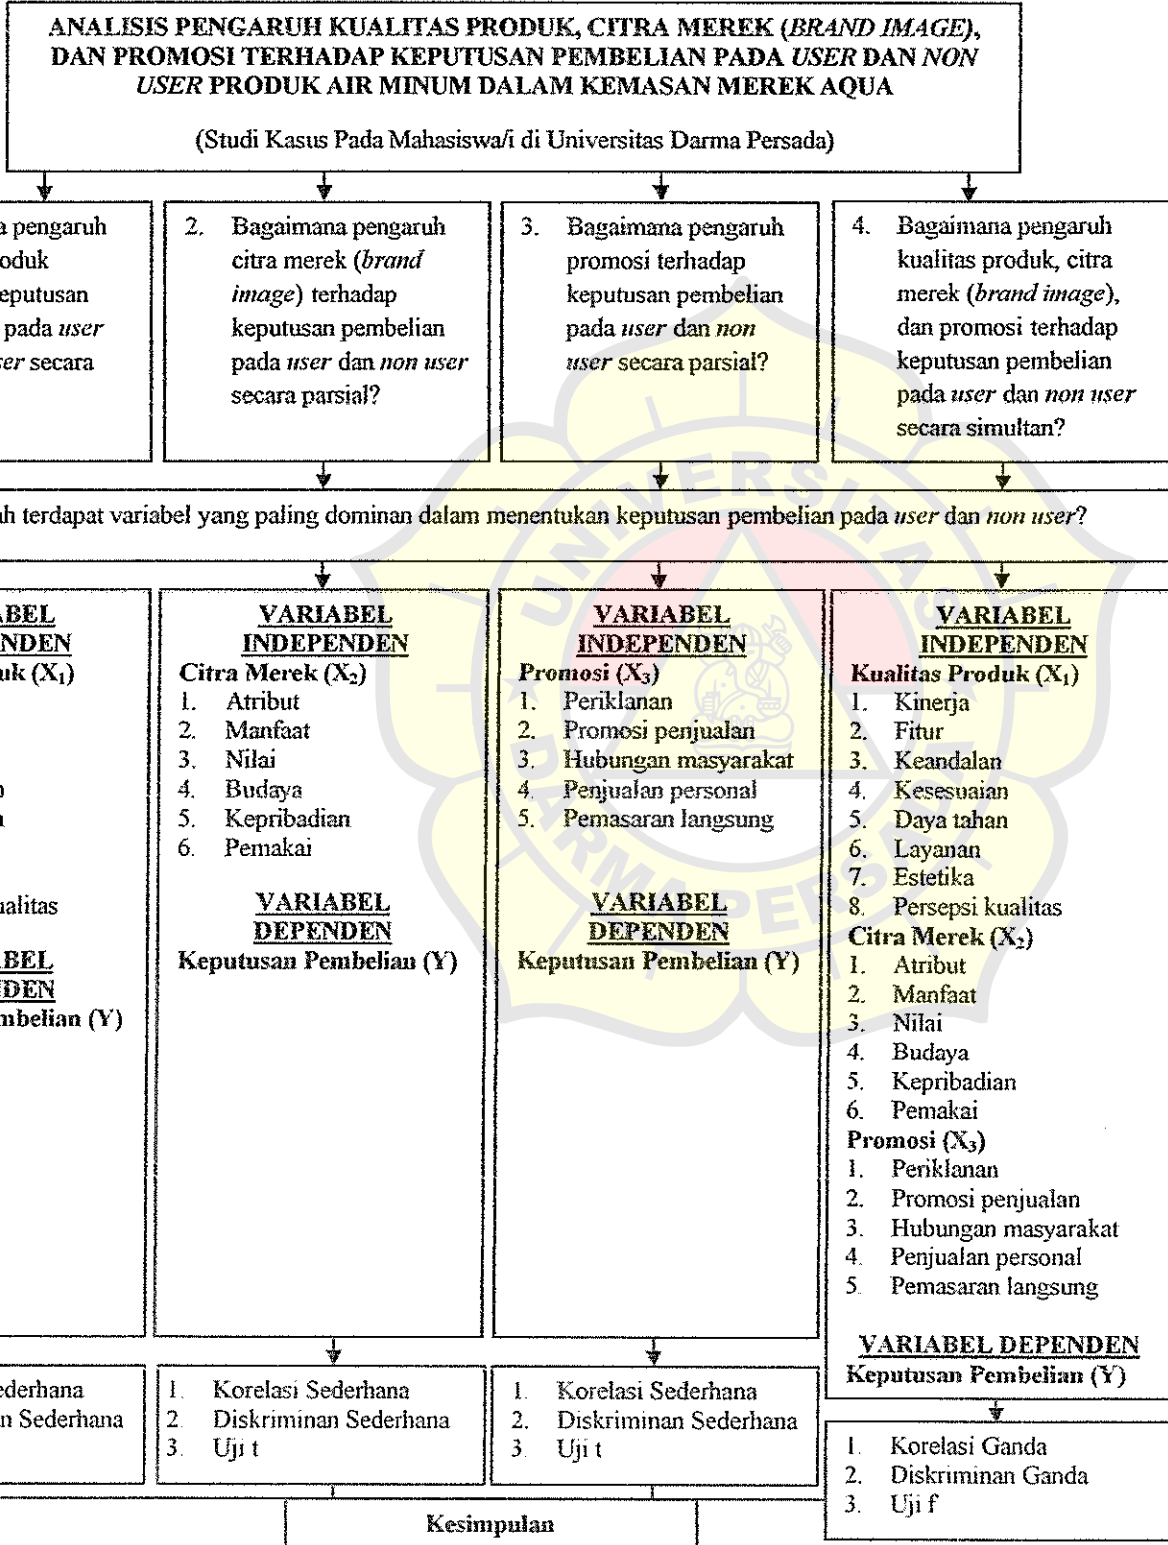 ANALISIS PENGARUH KUALITAS PRODUK, CITRA MEREK (BRAND IMAGE),
DAN PROMOSI TERHADAP KEPUTUSAN PEMBELIAN PADA USER DAN NON
USER PRODUK AIR MINUM DALAM KEMASAN MEREK AQUA
(Studi Kasus Pada Mahasiswa/i di Universitas Darma Persada)
a pengaruh
oduk
eputusan
pada user
ser secara
2. Bagaimana pengaruh
citra merek (brand
image) terhadap
keputusan pembelian
pada user dan non user
secara parsial?
3. Bagaimana pengaruh
promosi terhadap
keputusan pembelian
pada user dan non
user secara parsial?
4. Bagaimana pengaruh
kualitas produk, citra
merek (brand image),
dan promosi terhadap
keputusan pembelian
pada user dan non user
secara simultan?
ah terdapat variabel yang paling dominan dalam menentukan keputusan pembelian pada user dan non user?
ABEL
NDEN
uk (X₁)
n
n
ualitas
ABEL
DEN
mbelian (Y)
VARIABEL
INDEPENDEN
Citra Merek (X₂)
1. Atribut
2. Manfaat
3. Nilai
4. Budaya
5. Kepribadian
6. Pemakai
VARIABEL
DEPENDEN
Keputusan Pembelian (Y)
VARIABEL
INDEPENDEN
Promosi (X₃)
1. Periklanan
2. Promosi penjualan
3. Hubungan masyarakat
4. Penjualan personal
5. Pemasaran langsung
VARIABEL
DEPENDEN
Keputusan Pembelian (Y)
VARIABEL
INDEPENDEN
Kualitas Produk (X₁)
1. Kinerja
2. Fitur
3. Keandalan
4. Kesesuaian
5. Daya tahan
6. Layanan
7. Estetika
8. Persepsi kualitas
Citra Merek (X₂)
1. Atribut
2. Manfaat
3. Nilai
4. Budaya
5. Kepribadian
6. Pemakai
Promosi (X₃)
1. Periklanan
2. Promosi penjualan
3. Hubungan masyarakat
4. Penjualan personal
5. Pemasaran langsung
VARIABEL DEPENDEN
Keputusan Pembelian (Y)
ederhana
n Sederhana
1. Korelasi Sederhana
2. Diskriminan Sederhana
3. Uji t
1. Korelasi Sederhana
2. Diskriminan Sederhana
3. Uji t
1. Korelasi Ganda
2. Diskriminan Ganda
3. Uji f
Kesimpulan
UNIVERSITAS
DARMA PERSADA